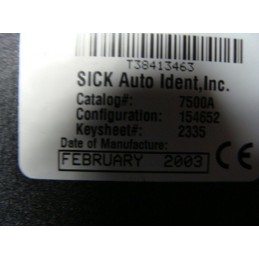 T38413463
SICK Auto Ident,Inc.
Catalog#: 7500A
Configuration: 154652
Keysheet#: 2335
Date of Manufacture:
FEBRUARY 2003 CE